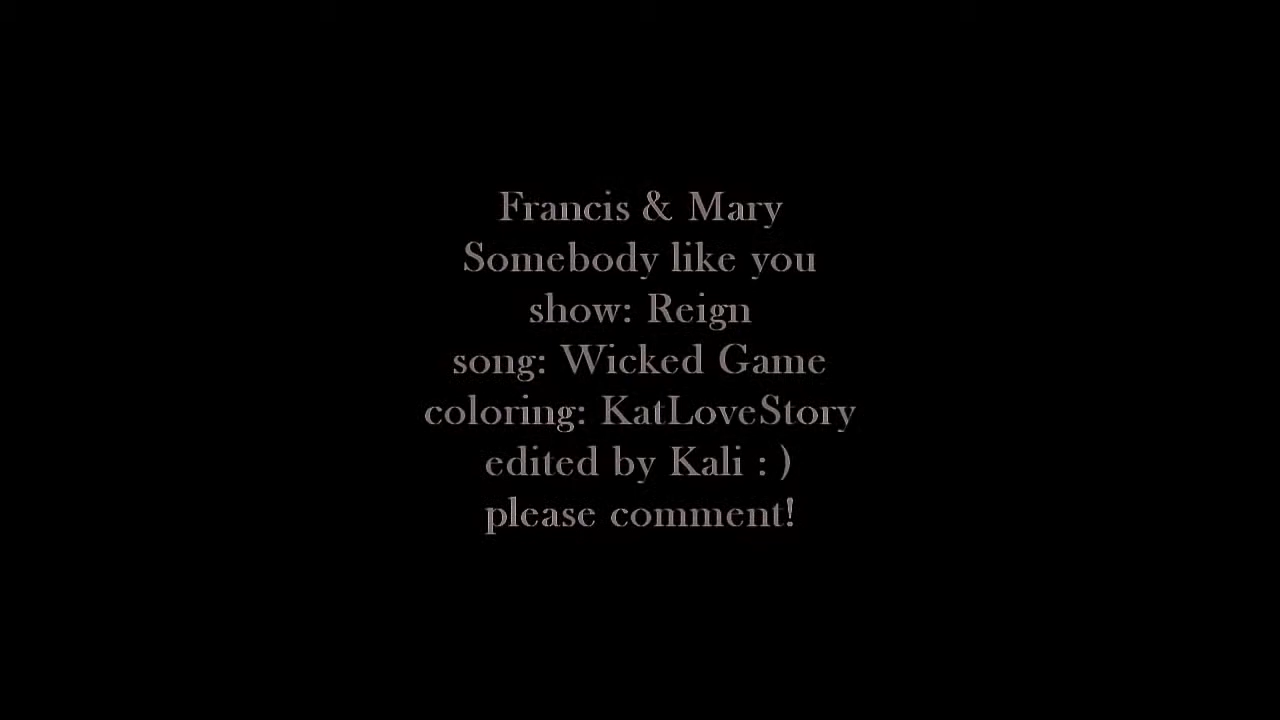 Francis & Mary
Somebody like you
show: Reign
song: Wicked Game
coloring: KatLoveStory
edited by Kali : )
please comment!